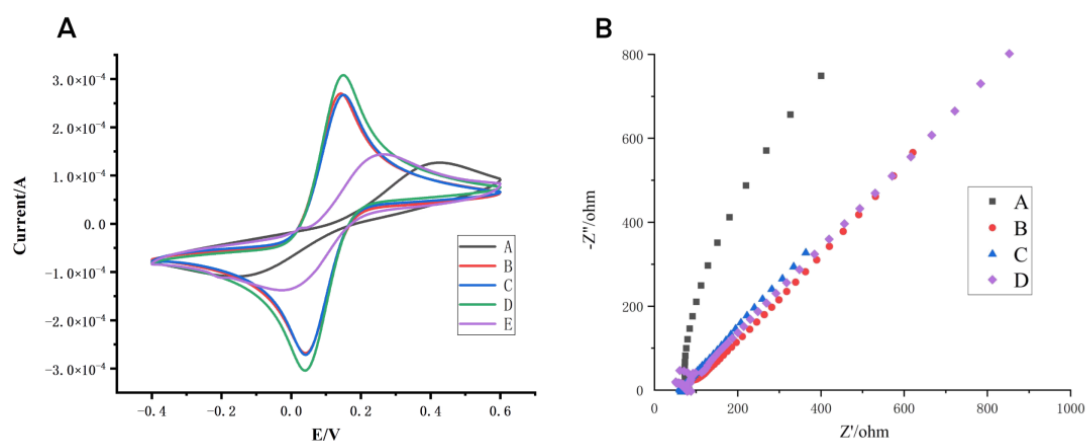 A
3.0×10⁻⁴
2.0×10⁻⁴
1.0×10⁻⁴
0.0
-1.0×10⁻⁴
-2.0×10⁻⁴
-3.0×10⁻⁴
Current/A
-0.4 -0.2 0.0 0.2 0.4 0.6
E/V
A
B
C
D
E
B
800
600
400
200
0
-Z''/ohm
0 200 400 600 800 1000
Z'/ohm
A
B
C
D